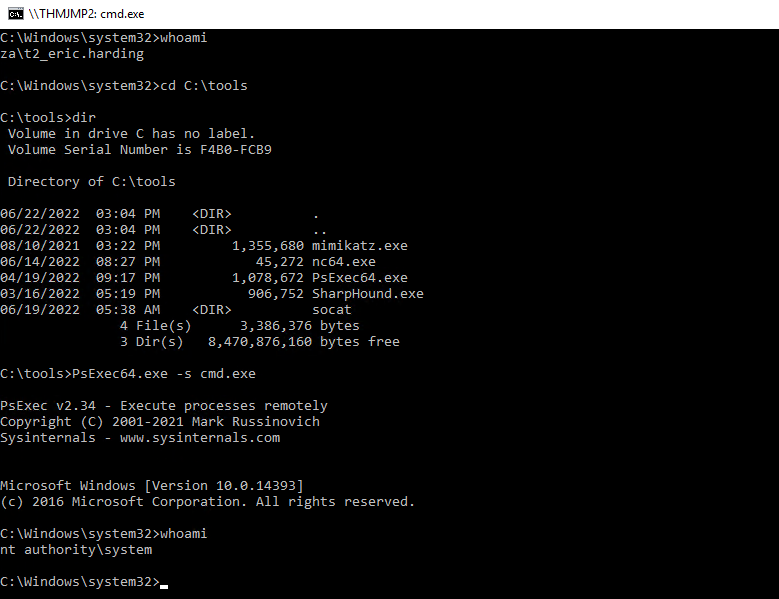 \\THMJMP2: cmd.exe
C:\Windows\system32>whoami
za\t2_eric.harding
C:\Windows\system32>cd C:\tools
C:\tools>dir
 Volume in drive C has no label.
 Volume Serial Number is F4B0-FCB9
 Directory of C:\tools
06/22/2022  03:04 PM    <DIR>          .
06/22/2022  03:04 PM    <DIR>          ..
08/10/2021  03:22 PM         1,355,680 mimikatz.exe
06/14/2022  08:27 PM            45,272 nc64.exe
04/19/2022  09:17 PM         1,078,672 PsExec64.exe
03/16/2022  05:19 PM           906,752 SharpHound.exe
06/19/2022  05:38 AM    <DIR>          socat
               4 File(s)      3,386,376 bytes
               3 Dir(s)   8,470,876,160 bytes free
C:\tools>PsExec64.exe -s cmd.exe
PsExec v2.34 - Execute processes remotely
Copyright (C) 2001-2021 Mark Russinovich
Sysinternals - www.sysinternals.com
Microsoft Windows [Version 10.0.14393]
(c) 2016 Microsoft Corporation. All rights reserved.
C:\Windows\system32>whoami
nt authority\system
C:\Windows\system32>